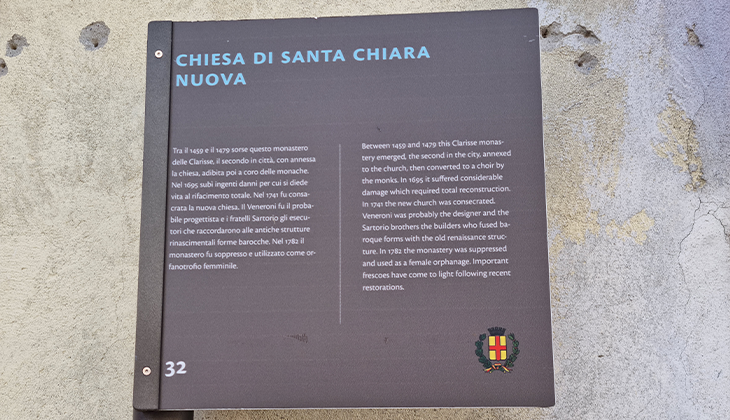 CHIESA DI SANTA CHIARA
NUOVA
Tra il 1459 e il 1479 sorse questo monastero
delle Clarisse, il secondo in città, con annessa
la chiesa, adibita poi a coro delle monache.
Nel 1695 subì ingenti danni per cui si diede
vita al rifacimento totale. Nel 1741 fu consa-
crata la nuova chiesa. Il Veneroni fu il proba-
bile progettista e i fratelli Sartorio gli esecu-
tori che raccordarono alle antiche strutture
rinascimentali forme barocche. Nel 1782 il
monastero fu soppresso e utilizzato come or-
fanotrofio femminile.
Between 1459 and 1479 this Clarisse monas-
tery emerged, the second in the city, annexed
to the church, then converted to a choir by
the monks. In 1695 it suffered considerable
damage which required total reconstruction.
In 1741 the new church was consecrated.
Veneroni was probably the designer and the
Sartorio brothers the builders who fused ba-
roque forms with the old renaissance struc-
ture. In 1782 the monastery was suppressed
and used as a female orphanage. Important
frescoes have come to light following recent
restorations.
32